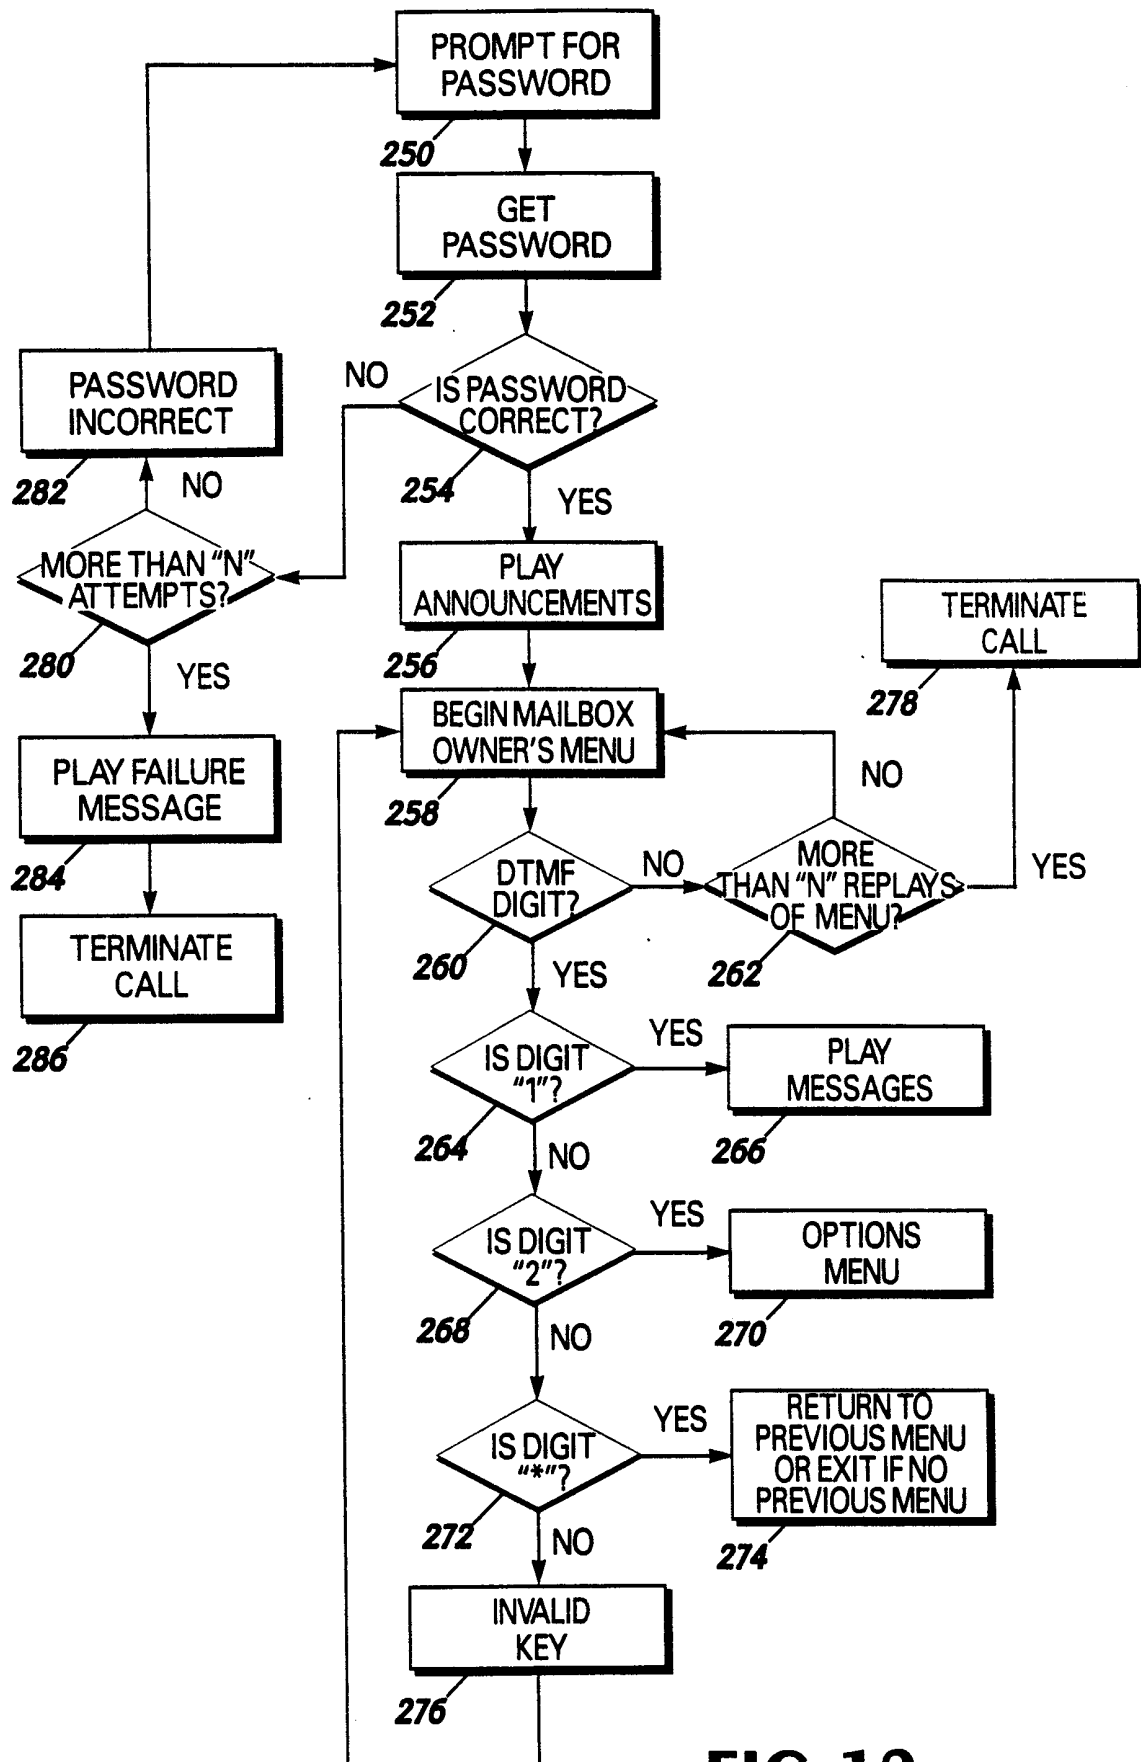 PROMPT FOR
PASSWORD
250
GET
PASSWORD
252
IS PASSWORD
CORRECT?
254
NO
YES
PASSWORD
INCORRECT
282
NO
MORE THAN “N”
ATTEMPTS?
280
YES
PLAY FAILURE
MESSAGE
284
TERMINATE
CALL
286
PLAY
ANNOUNCEMENTS
256
BEGIN MAILBOX
OWNER'S MENU
258
TERMINATE
CALL
278
DTMF
DIGIT?
260
NO
YES
MORE
THAN “N” REPLAYS
OF MENU?
262
NO
YES
IS DIGIT
“1”?
264
YES
NO
PLAY
MESSAGES
266
IS DIGIT
“2”?
268
YES
NO
OPTIONS
MENU
270
IS DIGIT
“*”?
272
YES
NO
RETURN TO
PREVIOUS MENU
OR EXIT IF NO
PREVIOUS MENU
274
INVALID
KEY
276